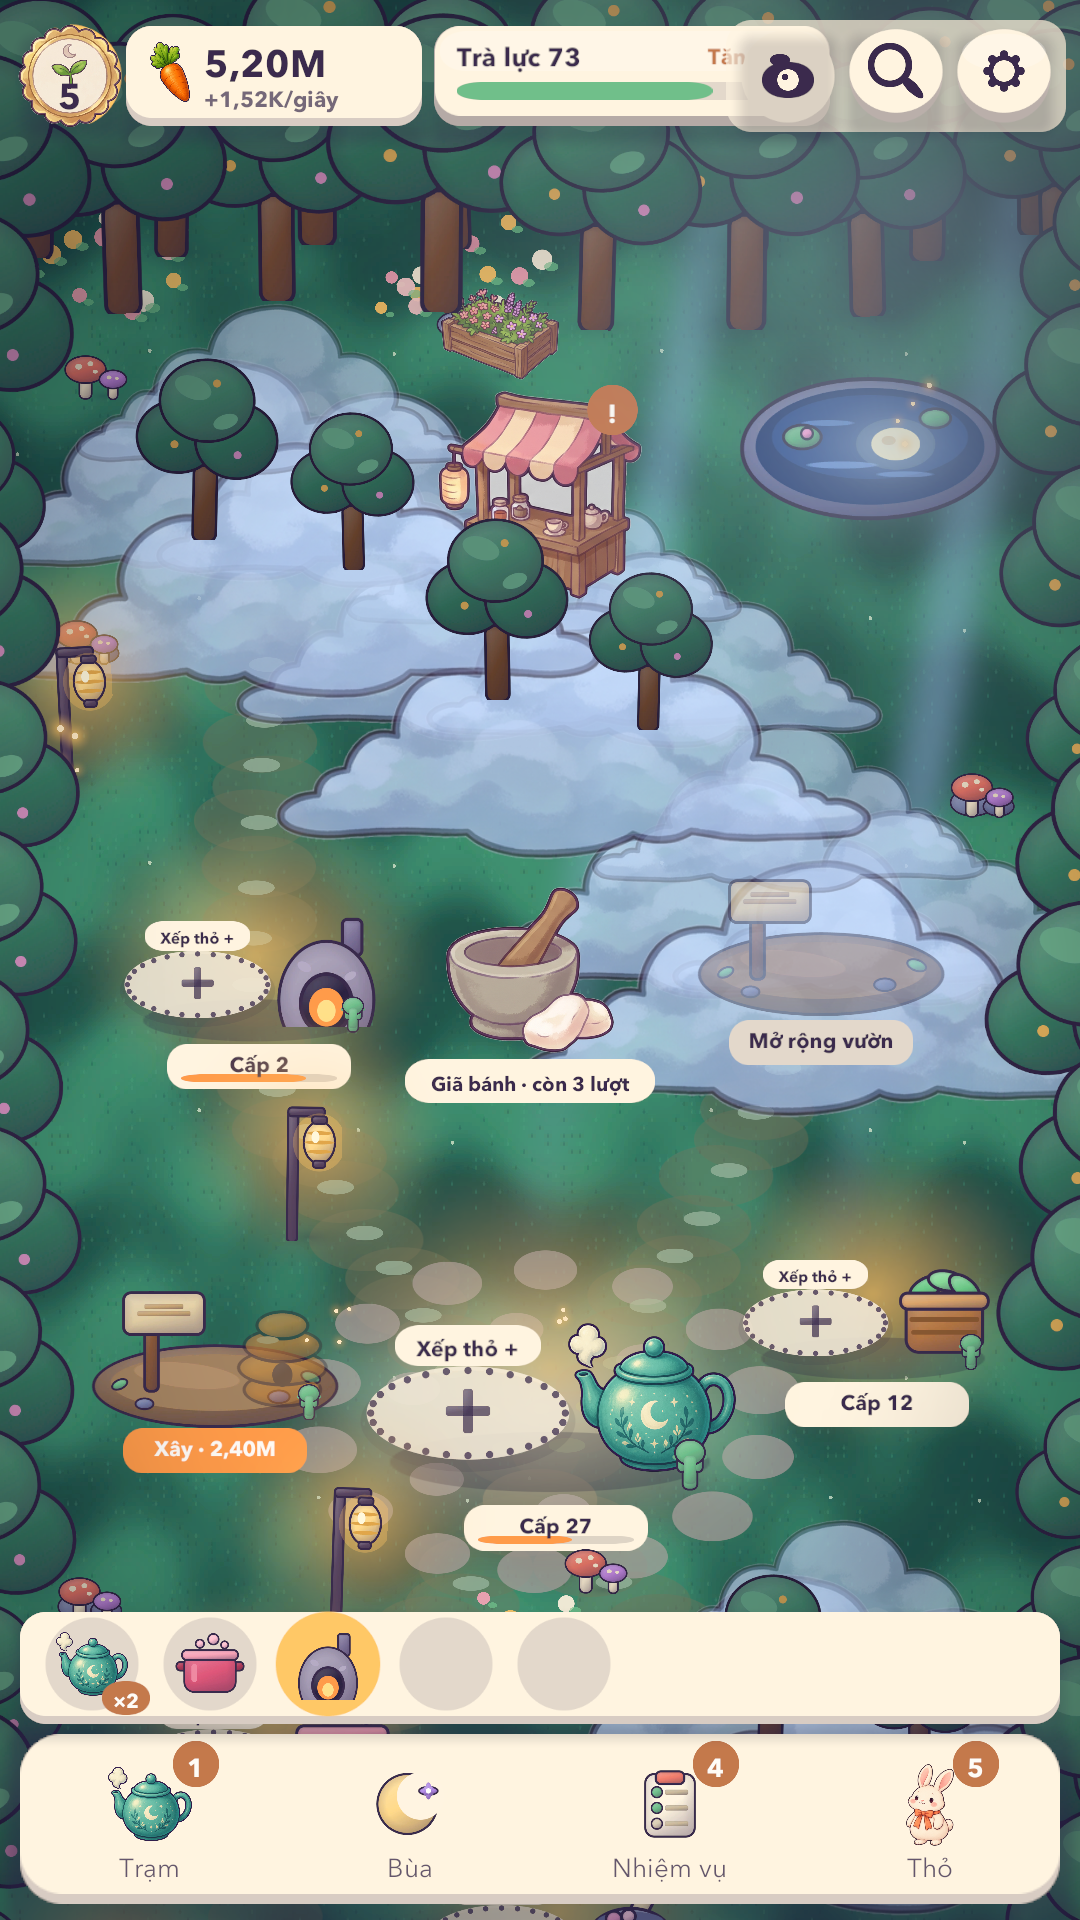 5
5,20M
+1,52K/giây
Trà lực 73
Xếp thỏ +
Cấp 2
Giã bánh · còn 3 lượt
Mở rộng vườn
Xếp thỏ +
Xếp thỏ +
Cấp 12
Xây · 2,40M
Cấp 27
×2
1
4
5
Trạm
Bùa
Nhiệm vụ
Thỏ